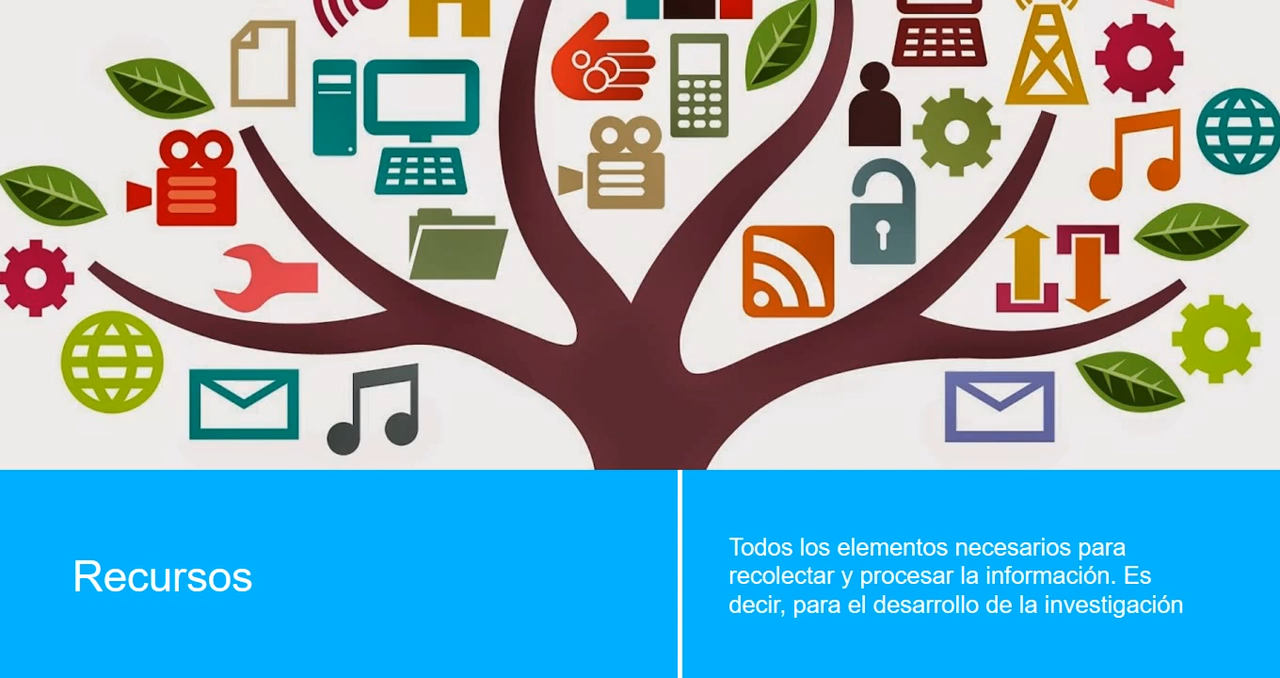 Recursos
Todos los elementos necesarios para
recolectar y procesar la información. Es
decir, para el desarrollo de la investigación